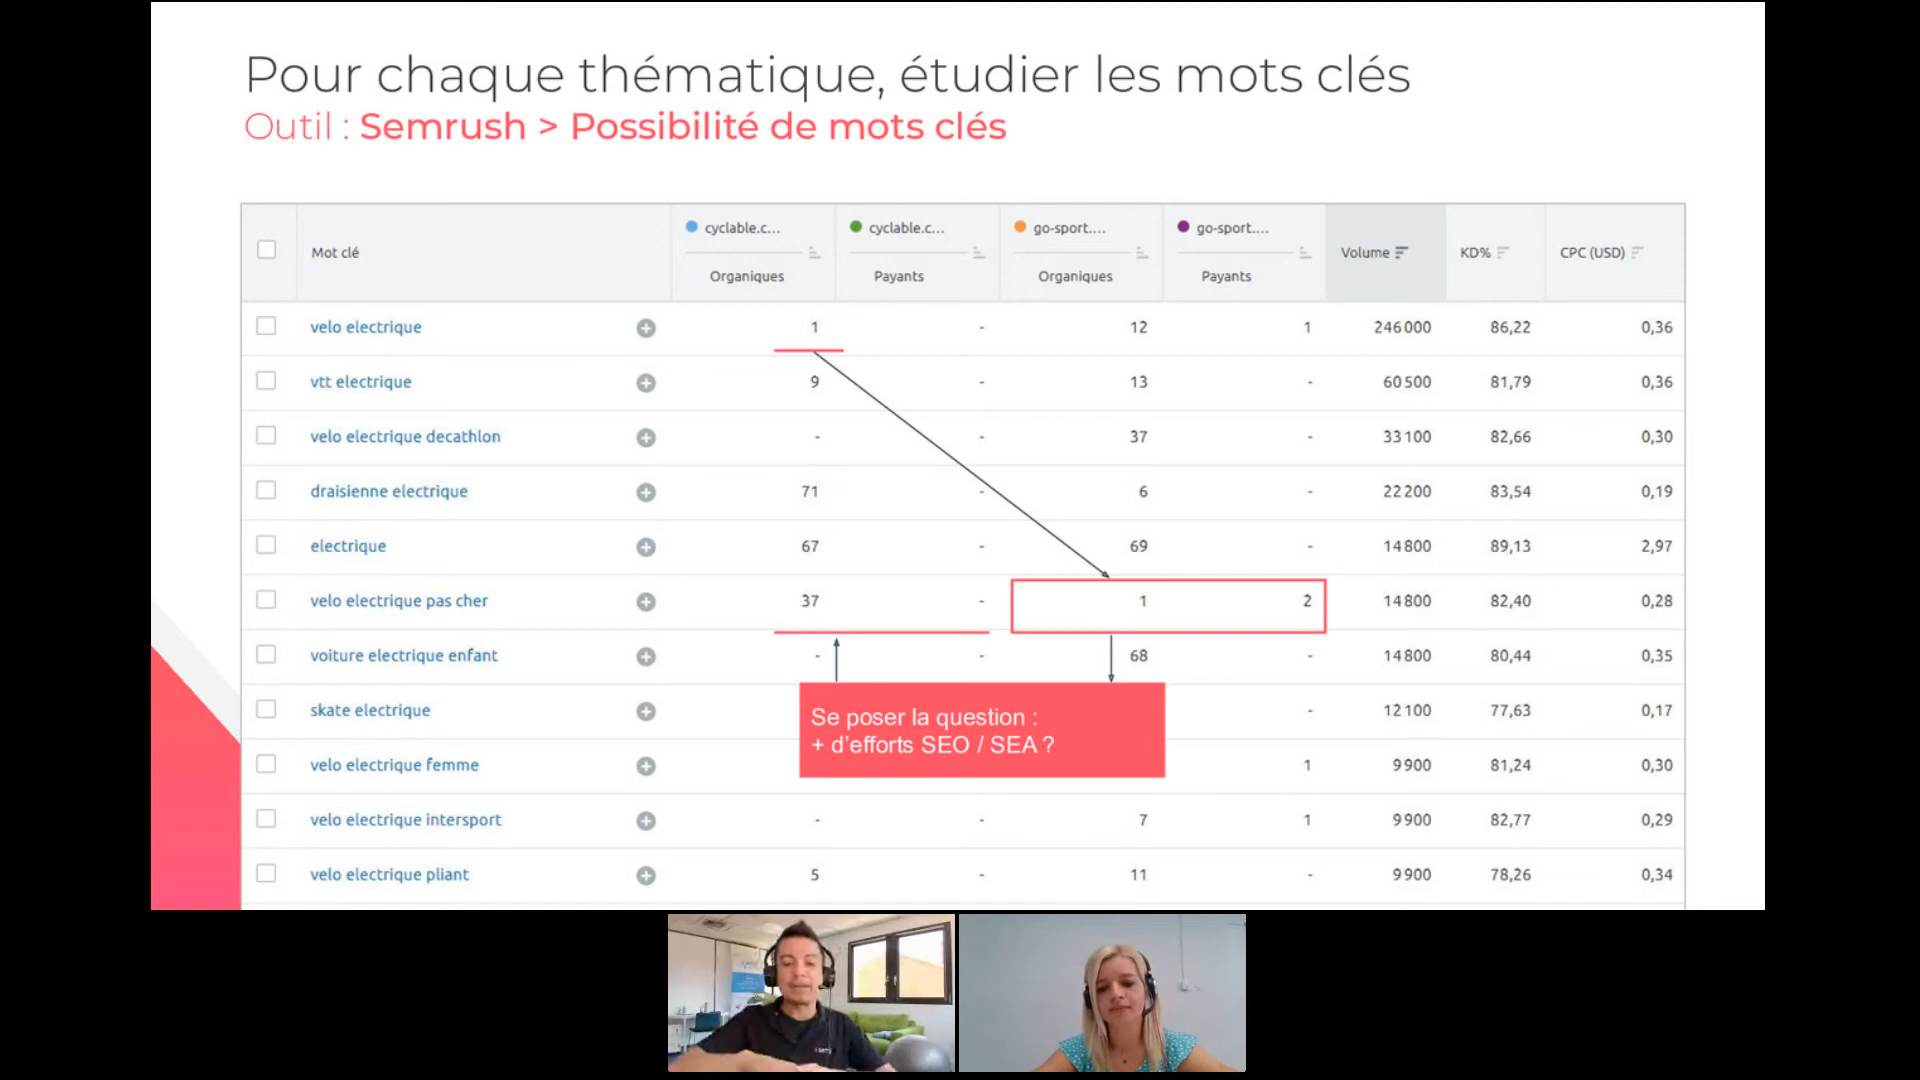 Pour chaque thématique, étudier les mots clés
Outil : Semrush > Possibilité de mots clés
Mot clé cyclable.c... Organiques cyclable.c... Payants go-sport.... Organiques go-sport.... Payants Volume KD% CPC (USD)
velo electrique 1 - 12 1 246 000 86,22 0,36
vtt electrique 9 - 13 - 60 500 81,79 0,36
velo electrique decathlon - - 37 - 33 100 82,66 0,30
draisienne electrique 71 - 6 - 22 200 83,54 0,19
electrique 67 - 69 - 14 800 89,13 2,97
velo electrique pas cher 37 - 1 2 14 800 82,40 0,28
voiture electrique enfant - - 68 - 14 800 80,44 0,35
skate electrique - 12 100 77,63 0,17
Se poser la question :
+ d'efforts SEO / SEA ?
velo electrique femme 1 9 900 81,24 0,30
velo electrique intersport - - 7 1 9 900 82,77 0,29
velo electrique pliant 5 - 11 - 9 900 78,26 0,34